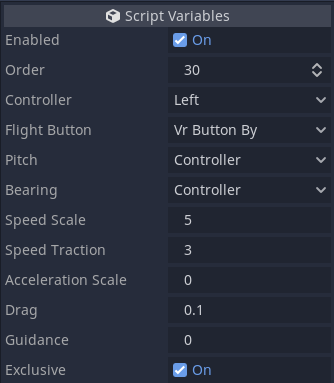 Script Variables
Enabled On
Order 30
Controller Left
Flight Button Vr Button By
Pitch Controller
Bearing Controller
Speed Scale 5
Speed Traction 3
Acceleration Scale 0
Drag 0.1
Guidance 0
Exclusive On